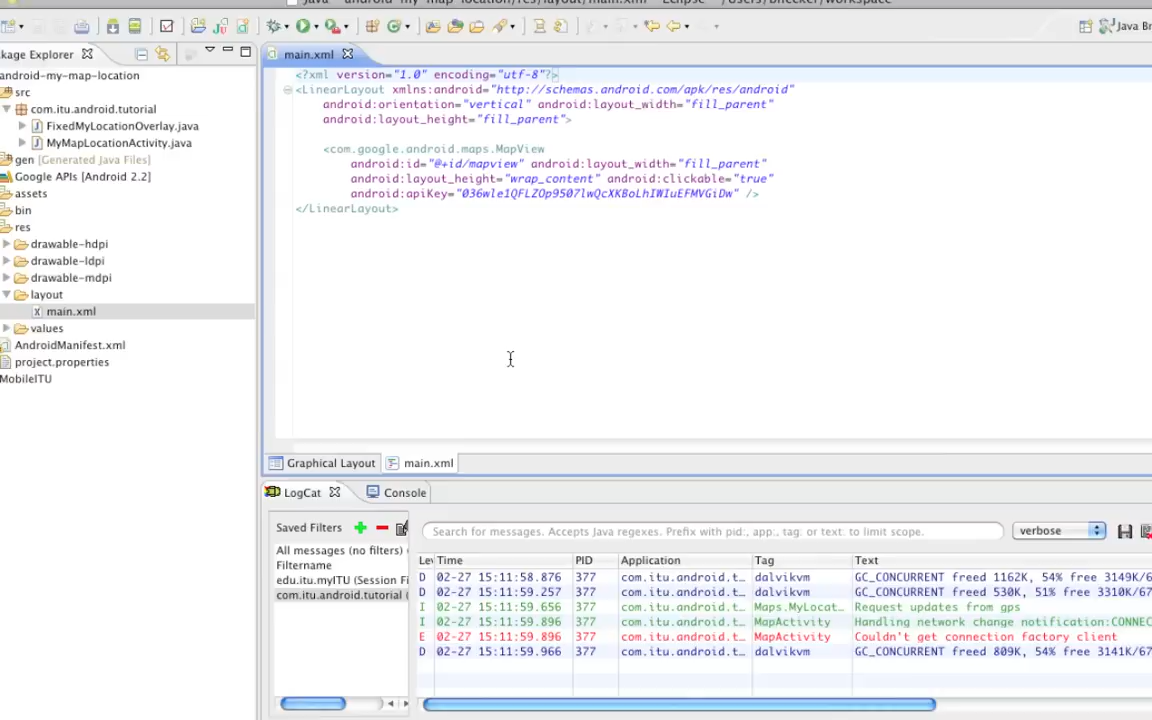 Java - android-my-map-location/res/layout/main.xml - Eclipse - /Users/bhecker/workspace
Java Br
ckage Explorer
main.xml
android-my-map-location
src
com.itu.android.tutorial
FixedMyLocationOverlay.java
MyMapLocationActivity.java
gen [Generated Java Files]
Google APIs [Android 2.2]
assets
bin
res
drawable-hdpi
drawable-ldpi
drawable-mdpi
layout
main.xml
values
AndroidManifest.xml
project.properties
MobileITU
<?xml version="1.0" encoding="utf-8"?>
<LinearLayout xmlns:android="http://schemas.android.com/apk/res/android"
android:orientation="vertical" android:layout_width="fill_parent"
android:layout_height="fill_parent">
<com.google.android.maps.MapView
android:id="@+id/mapview" android:layout_width="fill_parent"
android:layout_height="wrap_content" android:clickable="true"
android:apiKey="036wle1QFLZOp9507lwQcXKBoLhIWIuEFMVGiDw" />
</LinearLayout>
Graphical Layout
main.xml
LogCat
Console
Saved Filters
Search for messages. Accepts Java regexes. Prefix with pid:, app:, tag: or text: to limit scope.
verbose
All messages (no filters)
Filtername
edu.itu.myITU (Session Fi
com.itu.android.tutorial (
Le Time PID Application Tag Text
D 02-27 15:11:58.876 377 com.itu.android.t… dalvikvm GC_CONCURRENT freed 1162K, 54% free 3149K/67
D 02-27 15:11:59.257 377 com.itu.android.t… dalvikvm GC_CONCURRENT freed 530K, 51% free 3310K/67
I 02-27 15:11:59.656 377 com.itu.android.t… Maps.MyLocat… Request updates from gps
I 02-27 15:11:59.896 377 com.itu.android.t… MapActivity Handling network change notification:CONNEC
E 02-27 15:11:59.896 377 com.itu.android.t… MapActivity Couldn't get connection factory client
D 02-27 15:11:59.966 377 com.itu.android.t… dalvikvm GC_CONCURRENT freed 809K, 54% free 3141K/67